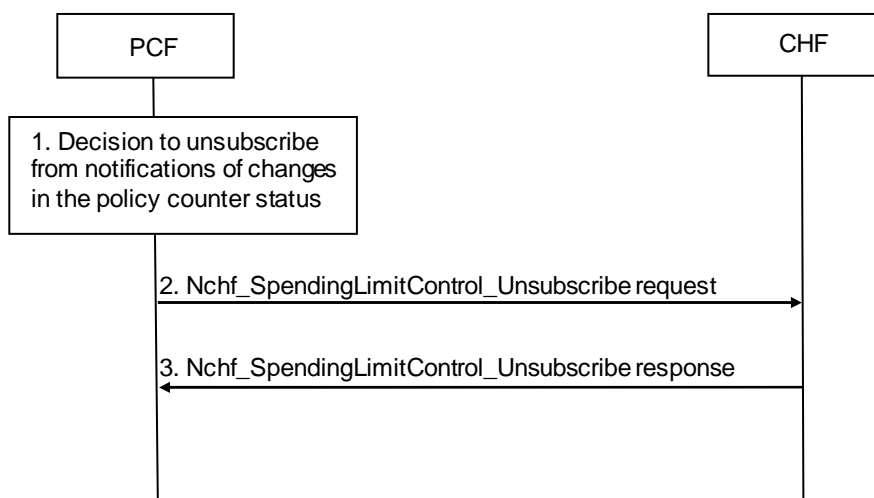 PCF
CHF
1. Decision to unsubscribe
from notifications of changes
in the policy counter status
2. Nchf_SpendingLimitControl_Unsubscribe request
3. Nchf_SpendingLimitControl_Unsubscribe response